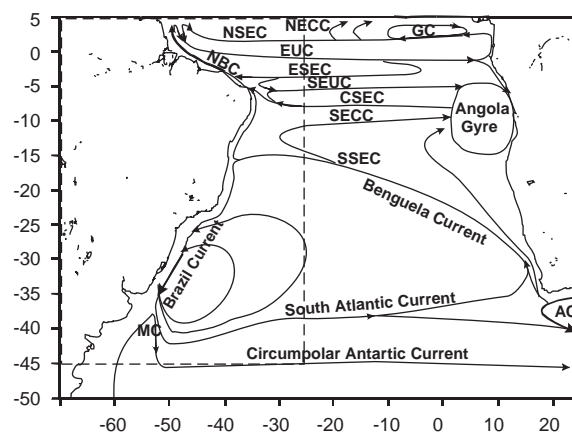 5
0
-5
-10
-15
-20
-25
-30
-35
-40
-45
-50
-60
-50
-40
-30
-20
-10
0
10
20
NSEC
NECC
GC
NBC
EUC
ESEC
SEUC
CSEC
SECC
Angola
Gyre
SSEC
Benguela Current
Brazil Current
South Atlantic Current
MC
AC
Circumpolar Antartic Current